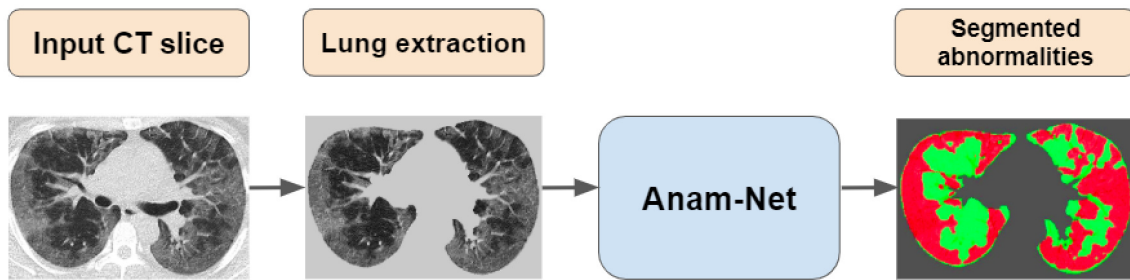 Input CT slice
Lung extraction
Segmented
abnormalities
Anam-Net